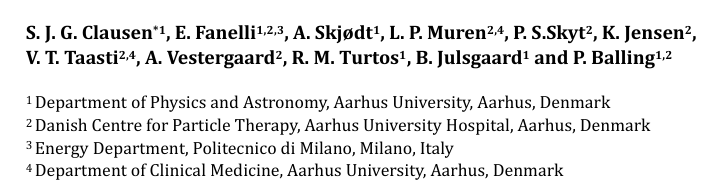 S. J. G. Clausen*1, E. Fanelli1,2,3, A. Skjødt1, L. P. Muren2,4, P. S.Skyt2, K. Jensen2,
V. T. Taasti2,4, A. Vestergaard2, R. M. Turtos1, B. Julsgaard1 and P. Balling1,2
1 Department of Physics and Astronomy, Aarhus University, Aarhus, Denmark
2 Danish Centre for Particle Therapy, Aarhus University Hospital, Aarhus, Denmark
3 Energy Department, Politecnico di Milano, Milano, Italy
4 Department of Clinical Medicine, Aarhus University, Aarhus, Denmark